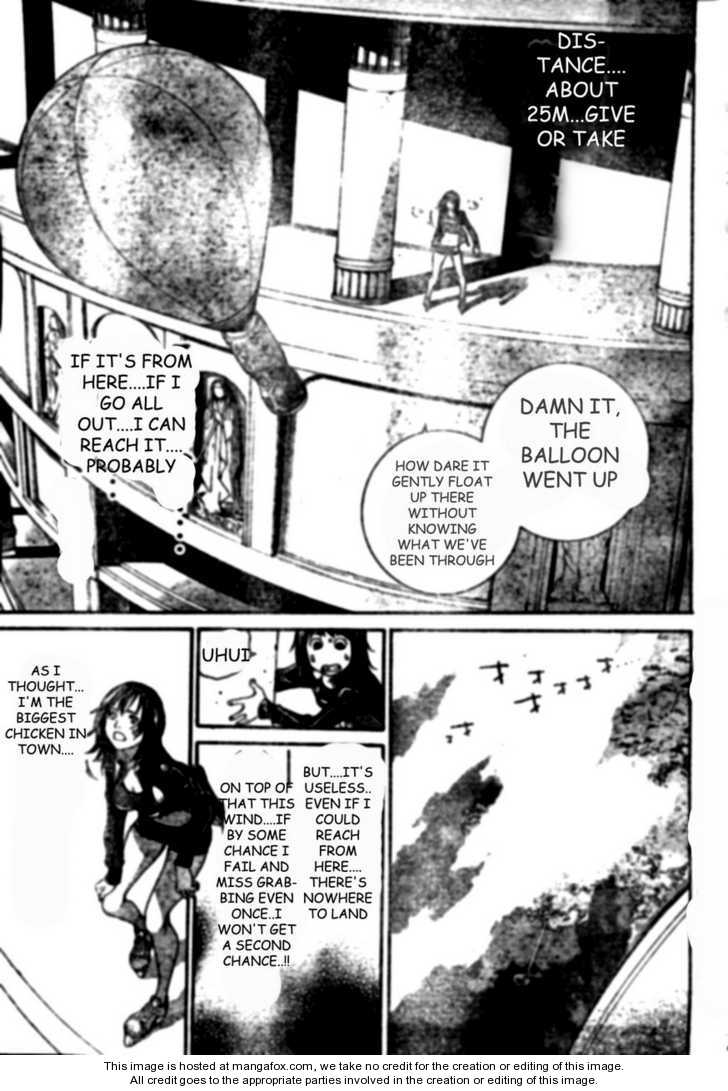 DIS-
TANCE....
ABOUT
25M...GIVE
OR TAKE
DAMN IT,
THE
BALLOON
WENT UP
HOW DARE IT
GENTLY FLOAT
UP THERE
WITHOUT
KNOWING
WHAT WE'VE
BEEN THROUGH
IF IT'S FROM
HERE....IF I
GO ALL
OUT....I CAN
REACH IT....
PROBABLY
BUT....IT'S
USELESS..
EVEN IF I
COULD
REACH
FROM
HERE....
THERE'S
NOWHERE
TO LAND
ON TOP OF
THAT THIS
WIND....IF
BY SOME
CHANCE I
FAIL AND
MISS GRAB-
BING EVEN
ONCE..I
WON'T GET
A SECOND
CHANCE..!!
UHUI
AS I
THOUGHT...
I'M THE
BIGGEST
CHICKEN IN
TOWN....
This image is hosted at mangafox.com, we take no credit for the creation or editing of this image.
All credit goes to the appropriate parties involved in the creation or editing of this image.